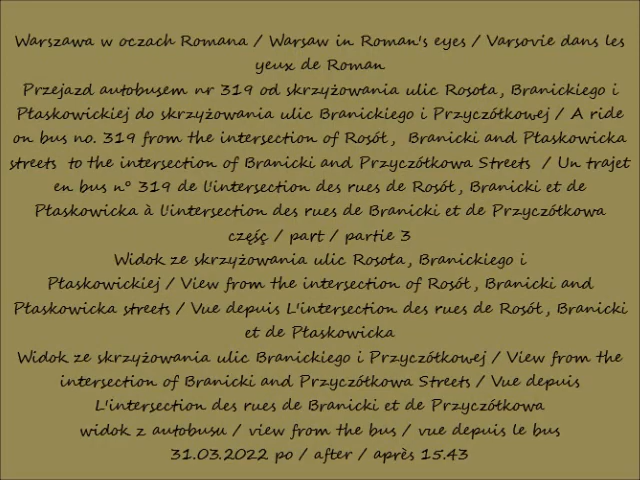 Warszawa w oczach Romana / Warsaw in Roman's eyes / Varsovie dans les
yeux de Roman
Przejazd autobusem nr 319 od skrzyżowania ulic Rosoła, Branickiego i
Płaskowickiej do skrzyżowania ulic Branickiego i Przyczółkowej / A ride
on bus no. 319 from the intersection of Rosół, Branicki and Płaskowicka
streets to the intersection of Branicki and Przyczółkowa Streets / Un trajet
en bus n° 319 de l'intersection des rues de Rosół, Branicki et de
Płaskowicka à l'intersection des rues de Branicki et de Przyczółkowa
częśç / part / partie 3
Widok ze skrzyżowania ulic Rosoła, Branickiego i
Płaskowickiej / View from the intersection of Rosół, Branicki and
Płaskowicka streets / Vue depuis L'intersection des rues de Rosół, Branicki
et de Płaskowicka
Widok ze skrzyżowania ulic Branickiego i Przyczółkowej / View from the
intersection of Branicki and Przyczółkowa Streets / Vue depuis
L'intersection des rues de Branicki et de Przyczółkowa
widok z autobusu / view from the bus / vue depuis le bus
31.03.2022 po / after / après 15.43